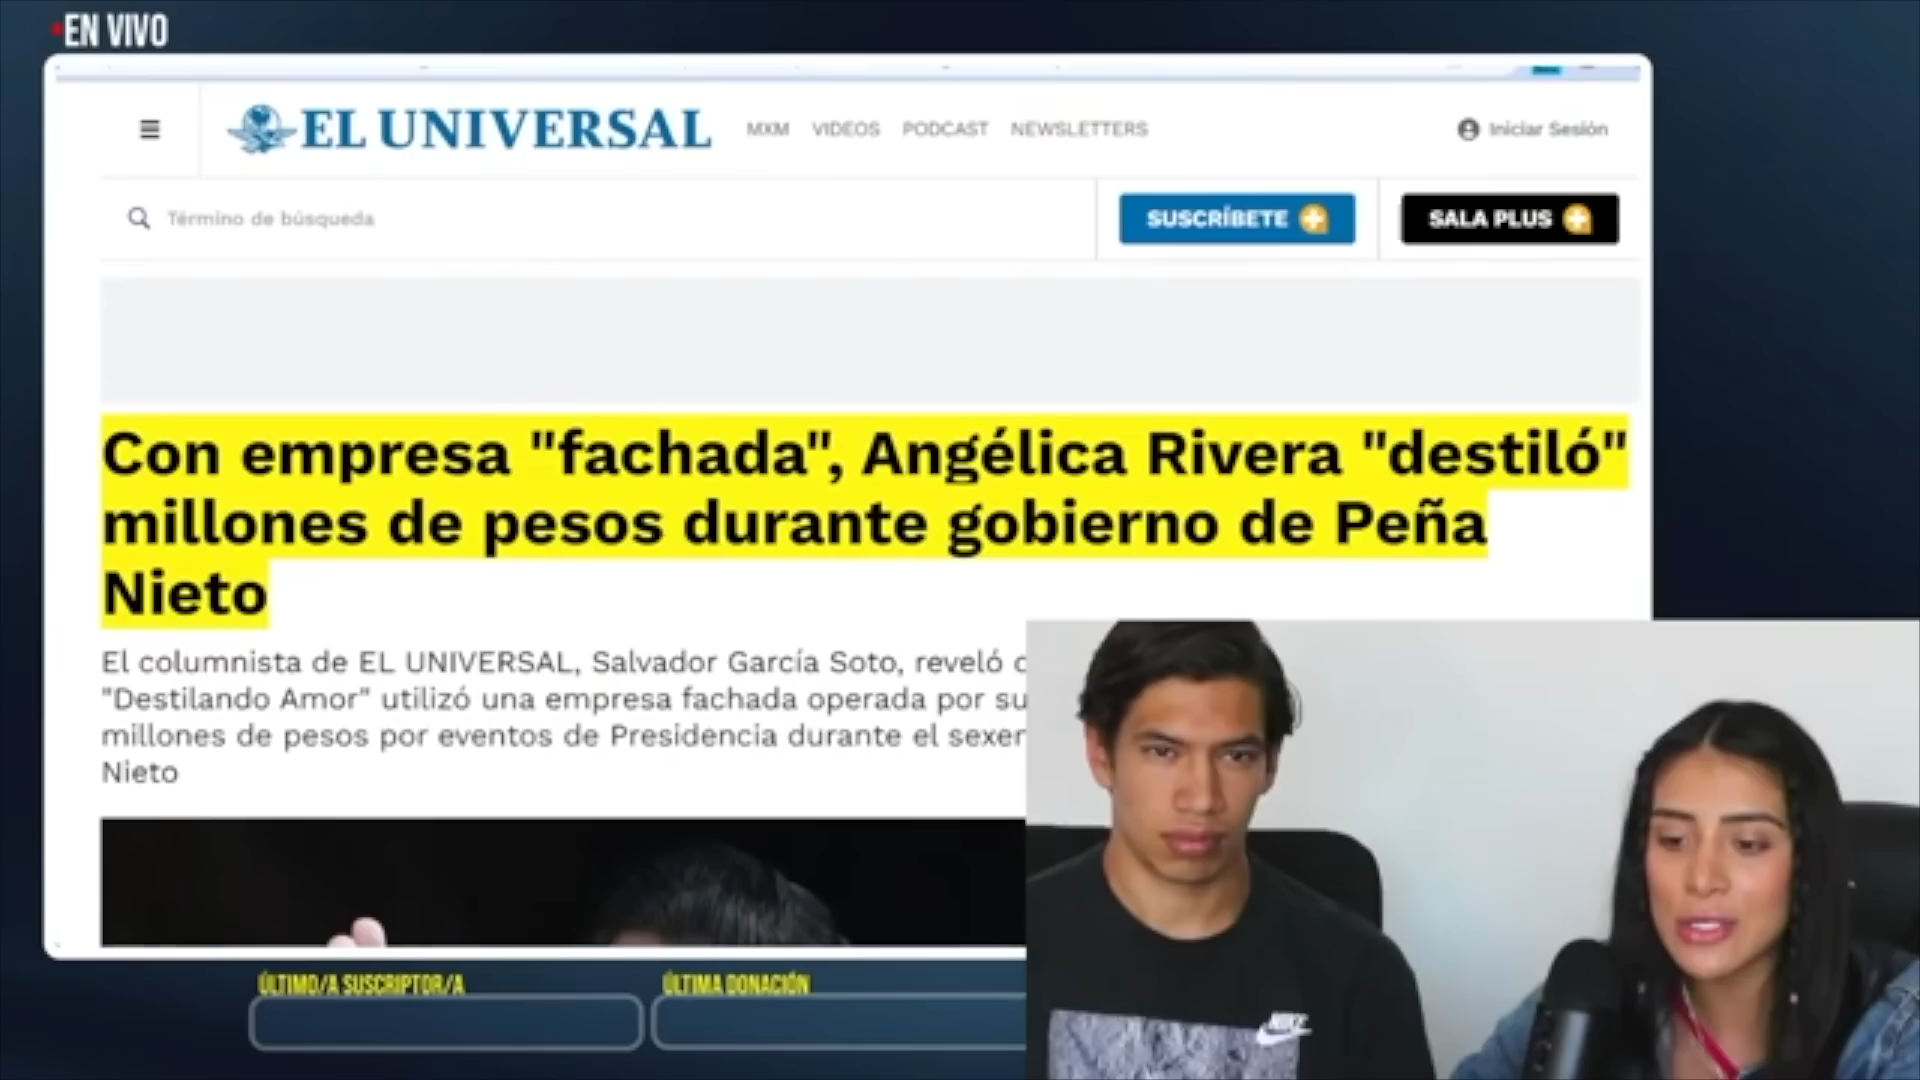 EN VIVO
EL UNIVERSAL MXM VIDEOS PODCAST NEWSLETTERS Iniciar Sesión
Término de búsqueda SUSCRÍBETE SALA PLUS
Con empresa "fachada", Angélica Rivera "destiló"
millones de pesos durante gobierno de Peña
Nieto
El columnista de EL UNIVERSAL, Salvador García Soto, reveló
"Destilando Amor" utilizó una empresa fachada operada por su
millones de pesos por eventos de Presidencia durante el
Nieto
ÚLTIMO/A SUSCRIPTOR/A ÚLTIMA DONACIÓN
NIKE